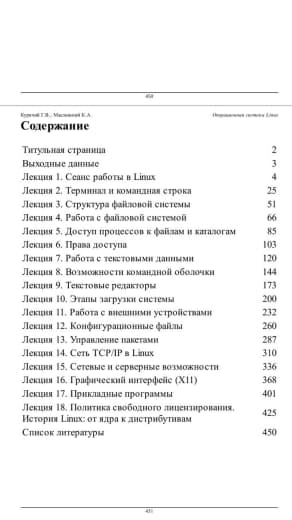 450
Курячий Г.В., Маслинский К.А. Операционная система Linux
Содержание
Титульная страница 2
Выходные данные 3
Лекция 1. Сеанс работы в Linux 4
Лекция 2. Терминал и командная строка 25
Лекция 3. Структура файловой системы 51
Лекция 4. Работа с файловой системой 66
Лекция 5. Доступ процессов к файлам и каталогам 85
Лекция 6. Права доступа 103
Лекция 7. Работа с текстовыми данными 120
Лекция 8. Возможности командной оболочки 144
Лекция 9. Текстовые редакторы 173
Лекция 10. Этапы загрузки системы 200
Лекция 11. Работа с внешними устройствами 232
Лекция 12. Конфигурационные файлы 260
Лекция 13. Управление пакетами 287
Лекция 14. Сеть TCP/IP в Linux 310
Лекция 15. Сетевые и серверные возможности 336
Лекция 16. Графический интерфейс (X11) 368
Лекция 17. Прикладные программы 401
Лекция 18. Политика свободного лицензирования.
История Linux: от ядра к дистрибутивам 425
Список литературы 450
451